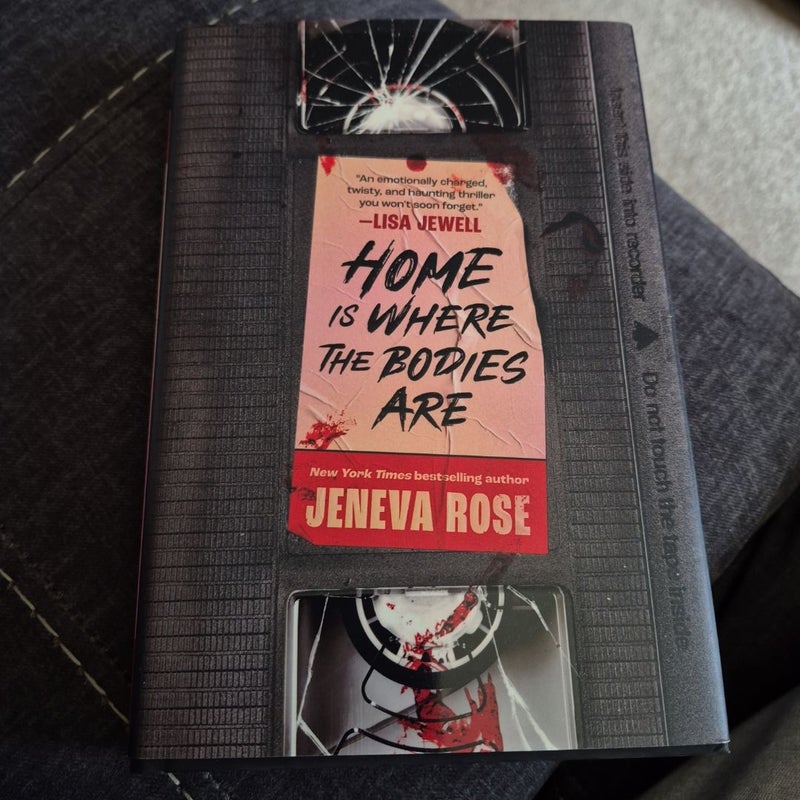 "An emotionally charged,
twisty, and haunting thriller
you won't soon forget."
—LISA JEWELL
HOME
IS WHERE
THE BODIES
ARE
New York Times bestselling author
JENEVA ROSE
Insert this side into recorder
Do not touch the tape